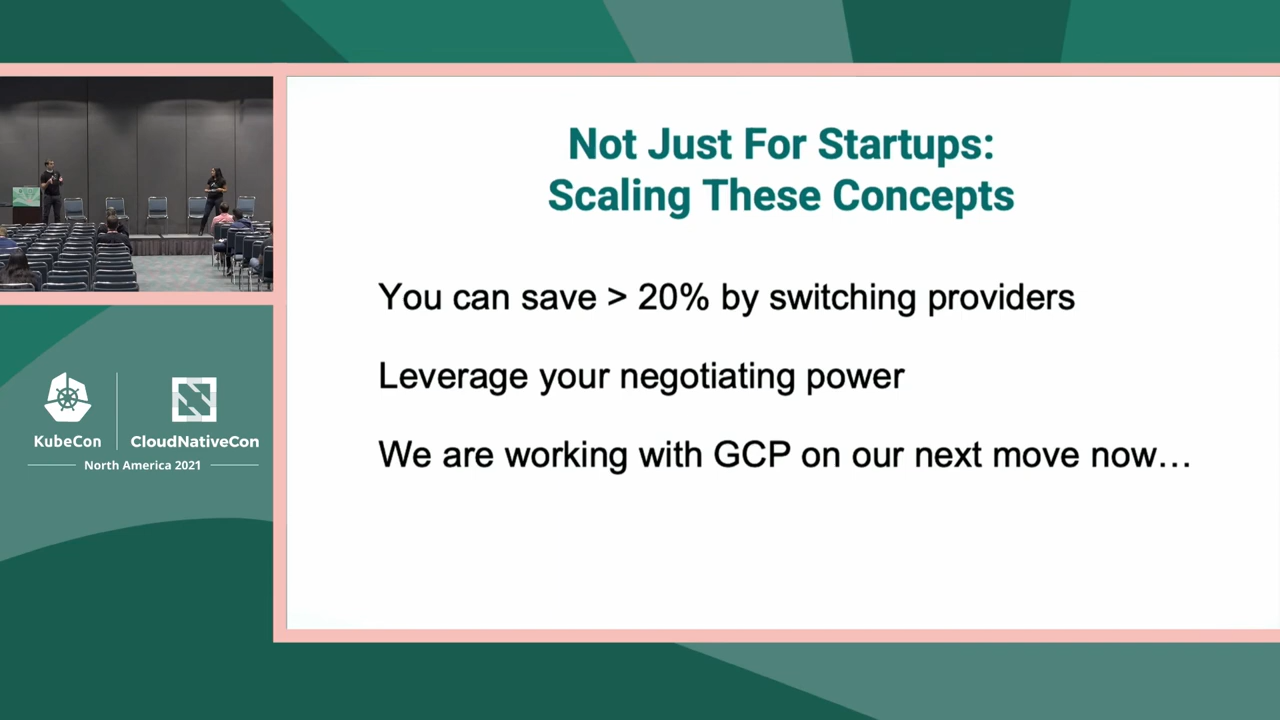 Not Just For Startups:
Scaling These Concepts
You can save > 20% by switching providers
Leverage your negotiating power
We are working with GCP on our next move now…
KubeCon
CloudNativeCon
North America 2021